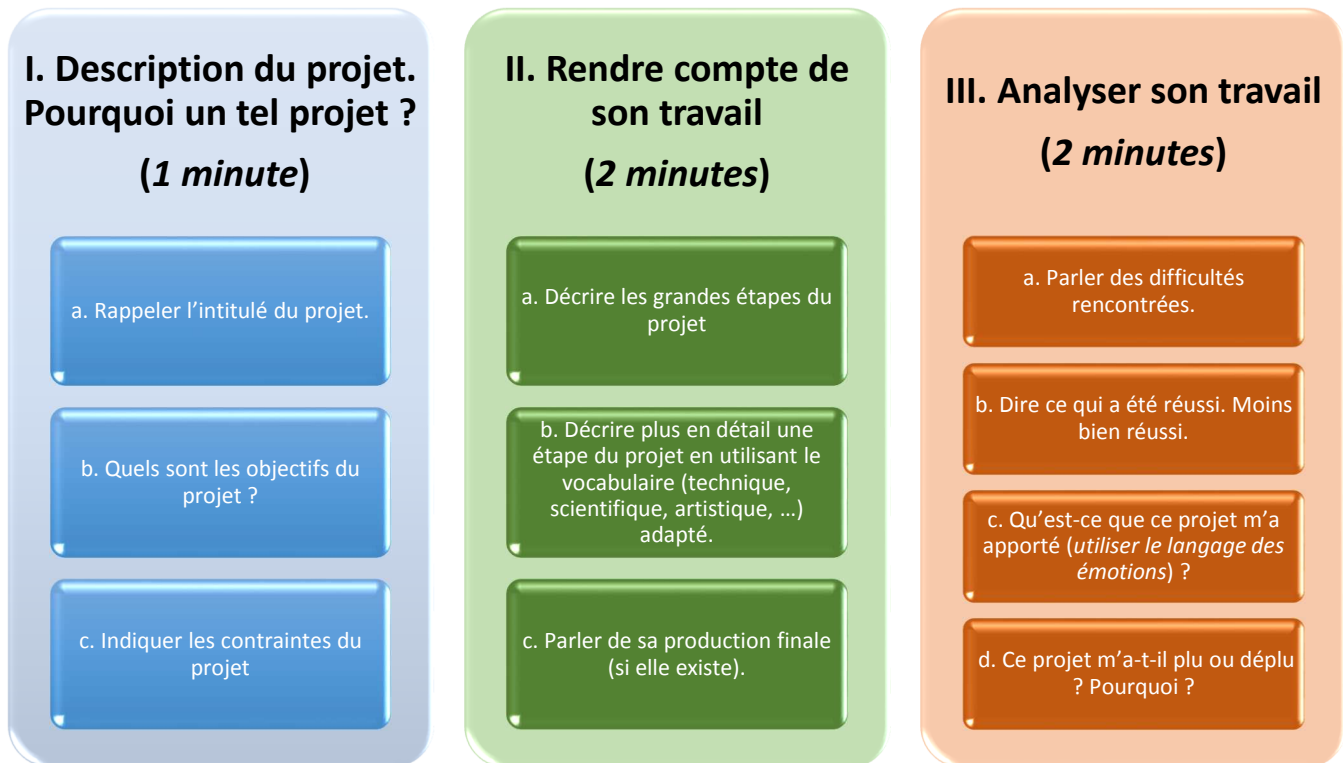 I. Description du projet.
Pourquoi un tel projet ?
(1 minute)
a. Rappeler l’intitulé du projet.
b. Quels sont les objectifs du
projet ?
c. Indiquer les contraintes du
projet
II. Rendre compte de
son travail
(2 minutes)
a. Décrire les grandes étapes du
projet
b. Décrire plus en détail une
étape du projet en utilisant le
vocabulaire (technique,
scientifique, artistique, …)
adapté.
c. Parler de sa production finale
(si elle existe).
III. Analyser son travail
(2 minutes)
a. Parler des difficultés
rencontrées.
b. Dire ce qui a été réussi. Moins
bien réussi.
c. Qu’est-ce que ce projet m’a
apporté (utiliser le langage des
émotions) ?
d. Ce projet m’a-t-il plu ou déplu
? Pourquoi ?